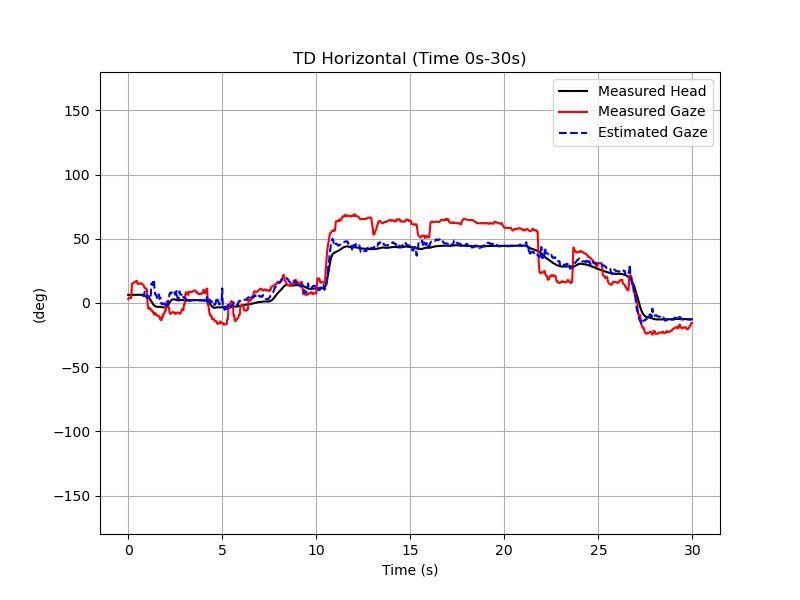 TD Horizontal (Time 0s-30s)
Measured Head
Measured Gaze
Estimated Gaze
150
100
50
0
−50
−100
−150
(deg)
0 5 10 15 20 25 30
Time (s)